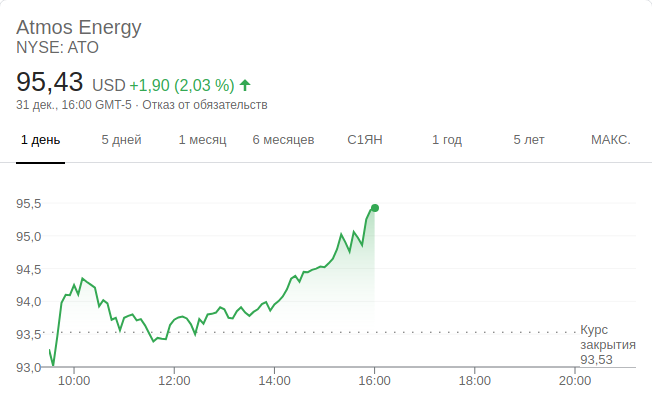 Atmos Energy
NYSE: ATO
95,43 USD +1,90 (2,03 %)
31 дек., 16:00 GMT-5 · Отказ от обязательств
1 день 5 дней 1 месяц 6 месяцев С1ЯН 1 год 5 лет МАКС.
95,5
95,0
94,5
94,0
93,5
93,0
Курс
закрытия
93,53
10:00 12:00 14:00 16:00 18:00 20:00